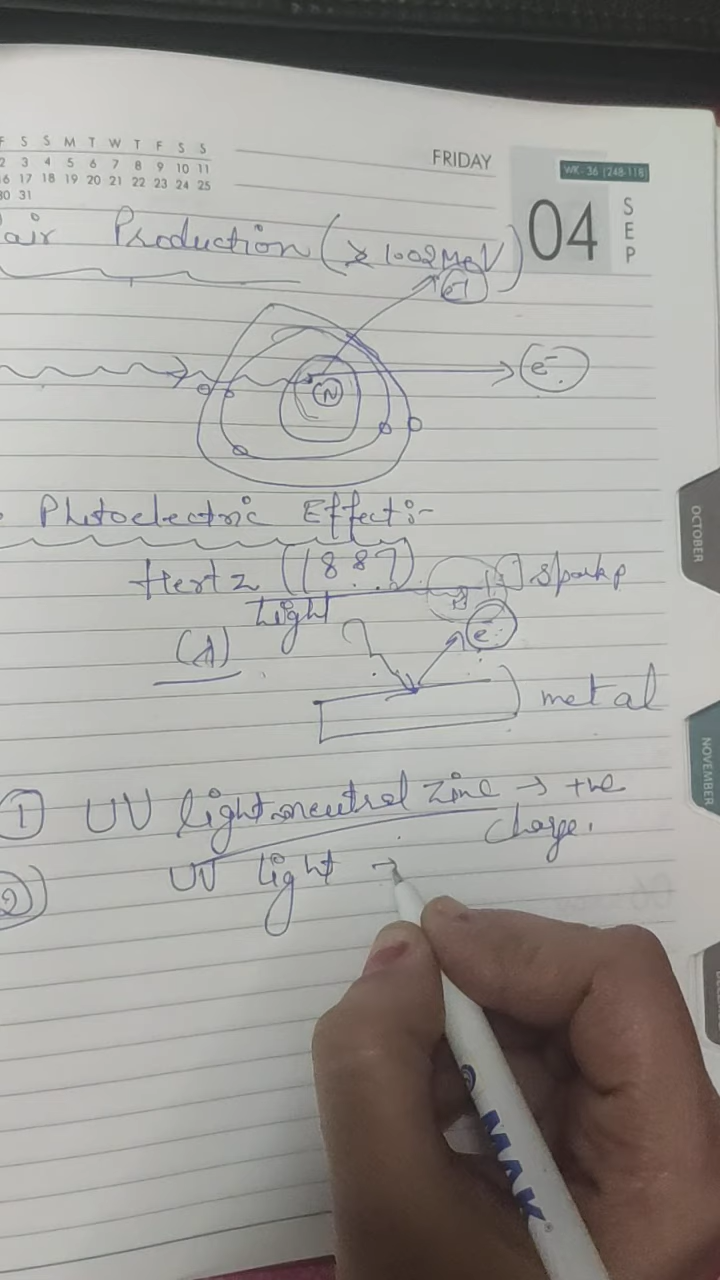 F S S M T W T F S S
2 3 4 5 6 7 8 9 10 11
16 17 18 19 20 21 22 23 24 25
30 31
FRIDAY
WK - 36 (248-118)
04
SEP
air Production (≥ 1.02 MeV)
e+
e-
N
Photoelectric Effect:-
Hertz (1887)
spark
Light
e-
(A)
metal
① UV light neutral Zinc → +ve
charge.
② UV light →
OCTOBER
NOVEMBER
MAK